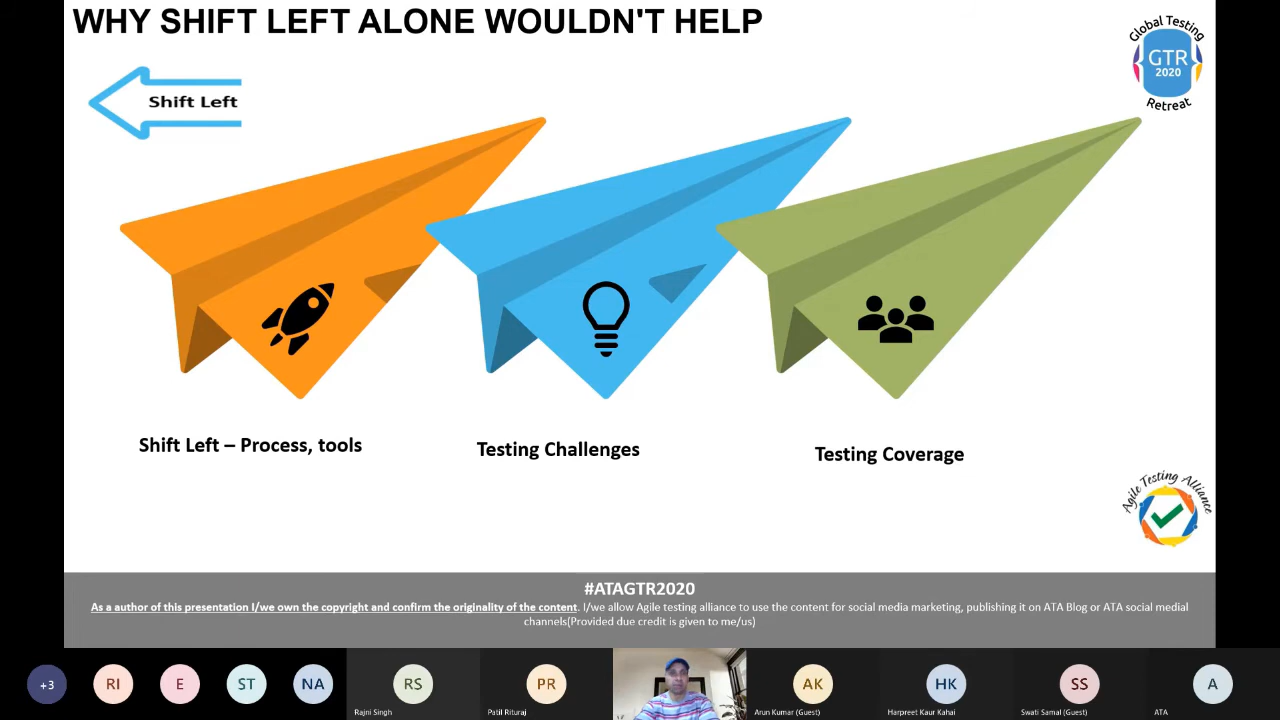 WHY SHIFT LEFT ALONE WOULDN'T HELP
Global Testing
GTR
2020
Retreat
Shift Left
Shift Left – Process, tools
Testing Challenges
Testing Coverage
Agile Testing Alliance
#ATAGTR2020
As a author of this presentation I/we own the copyright and confirm the originality of the content. I/we allow Agile testing alliance to use the content for social media marketing, publishing it on ATA Blog or ATA social medial
channels(Provided due credit is given to me/us)
+3
RI
E
ST
NA
RS
PR
AK
HK
SS
A
Rajni Singh
Patil Rituraj
Arun Kumar (Guest)
Harpreet Kaur Kahai
Swati Samal (Guest)
ATA